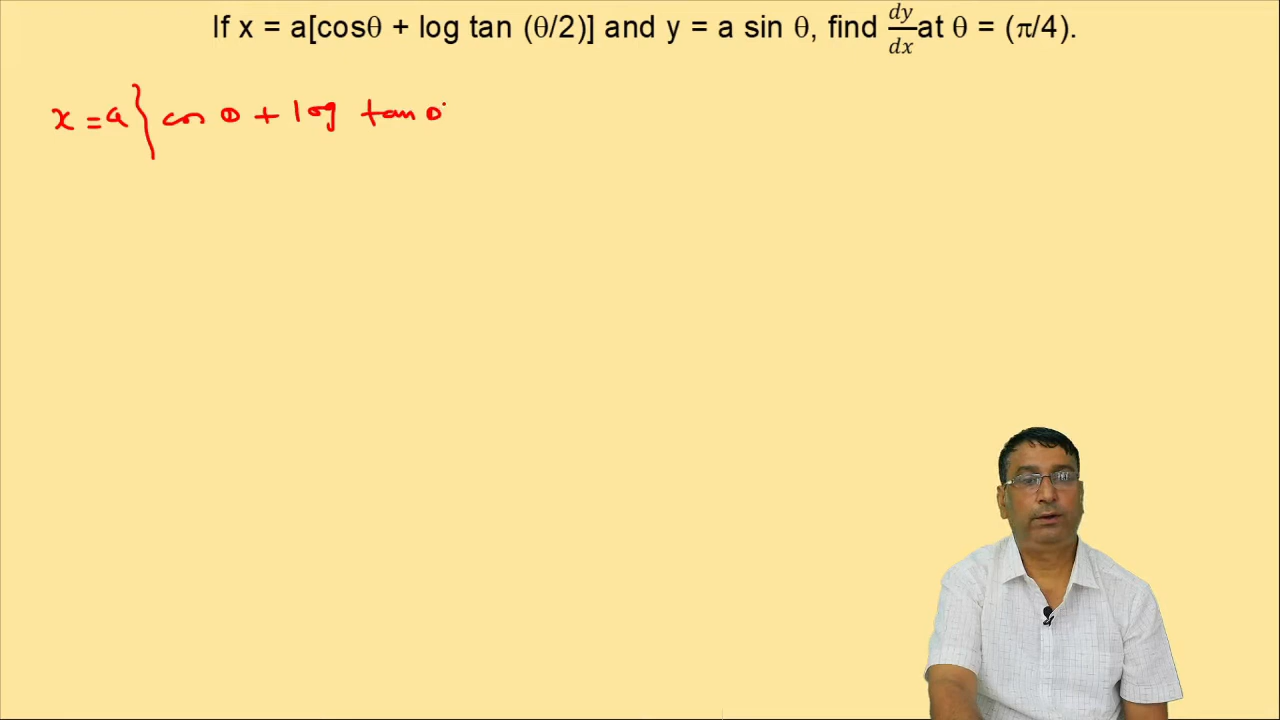 If x = a[cosθ + log tan (θ/2)] and y = a sin θ, find dy/dx at θ = (π/4).
x = a } cos θ + log tan θ